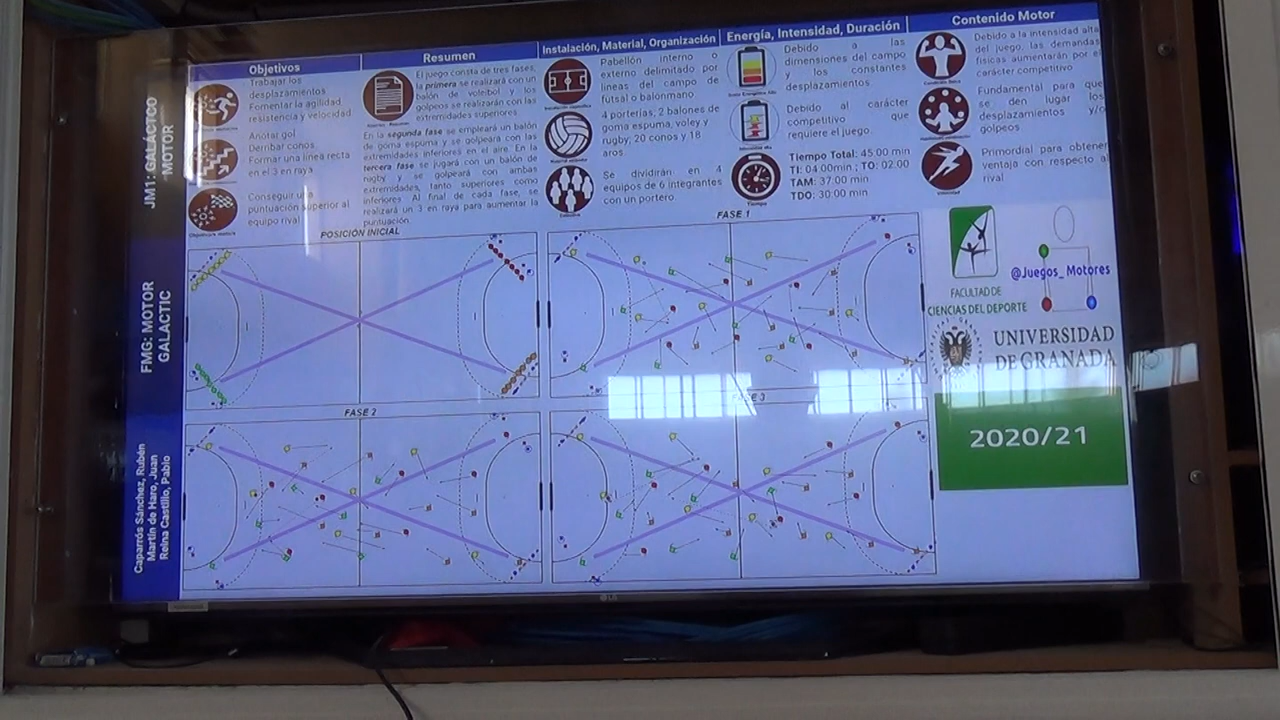 JM1: GALÁCTICO
MOTOR
FMG: MOTOR
GALACTIC
Caparrós Sánchez, Rubén
Martín de Haro, Juan
Reina Castillo, Pablo
Objetivos
Trabajar los
desplazamientos
Fomentar la agilidad
resistencia y velocidad
Anotar gol
Derribar conos
Formar una línea recta
en el 3 en raya
Conseguir una
puntuación superior al
equipo rival
Resumen
El juego consta de tres fases,
la primera se realizará con un
balón de voleibol y los
golpeos se realizarán con las
extremidades superiores
En la segunda fase se empleará un balón
de goma espuma y se golpeará con las
extremidades inferiores en el aire. En la
tercera fase se jugará con un balón de
rugby y se golpeará con ambas
extremidades, tanto superiores como
inferiores. Al final de cada fase, se
realizará un 3 en raya para aumentar la
puntuación.
Instalación, Material, Organización
Pabellón interno o
externo delimitado por
líneas del campo de
futsal o balonmano.
4 porterías; 2 balones de
goma espuma, voley y
rugby; 20 conos y 18
aros.
Se dividirán en 4
equipos de 6 integrantes
con un portero.
Energía, Intensidad, Duración
Debido a las
dimensiones del campo
y los constantes
desplazamientos.
Debido al carácter
competitivo que
requiere el juego.
Tiempo
Tiempo Total: 45:00 min
TI: 04:00min ; TO: 02:00
TAM: 37:00 min
TDO: 30:00 min
Contenido Motor
Debido a la intensidad alta
del juego, las demandas
físicas aumentarán por el
carácter competitivo
Fundamental para que
se den lugar los
desplazamientos y/o
golpeos
Primordial para obtener
ventaja con respecto al
rival
POSICIÓN INICIAL
FASE 1
FASE 2
FASE 3
FACULTAD DE
CIENCIAS DEL DEPORTE
@Juegos_Motores
UNIVERSIDAD
DE GRANADA
2020/21
LG